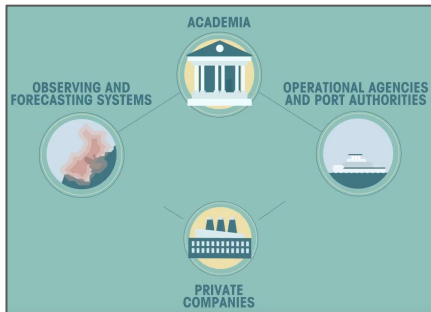 ACADEMIA
OBSERVING AND
FORECASTING SYSTEMS
OPERATIONAL AGENCIES
AND PORT AUTHORITIES
PRIVATE
COMPANIES